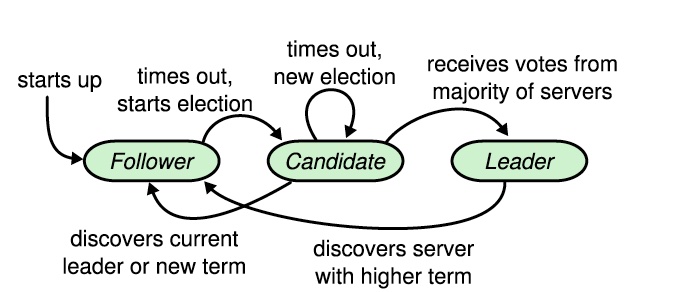 starts up
times out,
starts election
times out,
new election
receives votes from
majority of servers
Follower
Candidate
Leader
discovers current
leader or new term
discovers server
with higher term